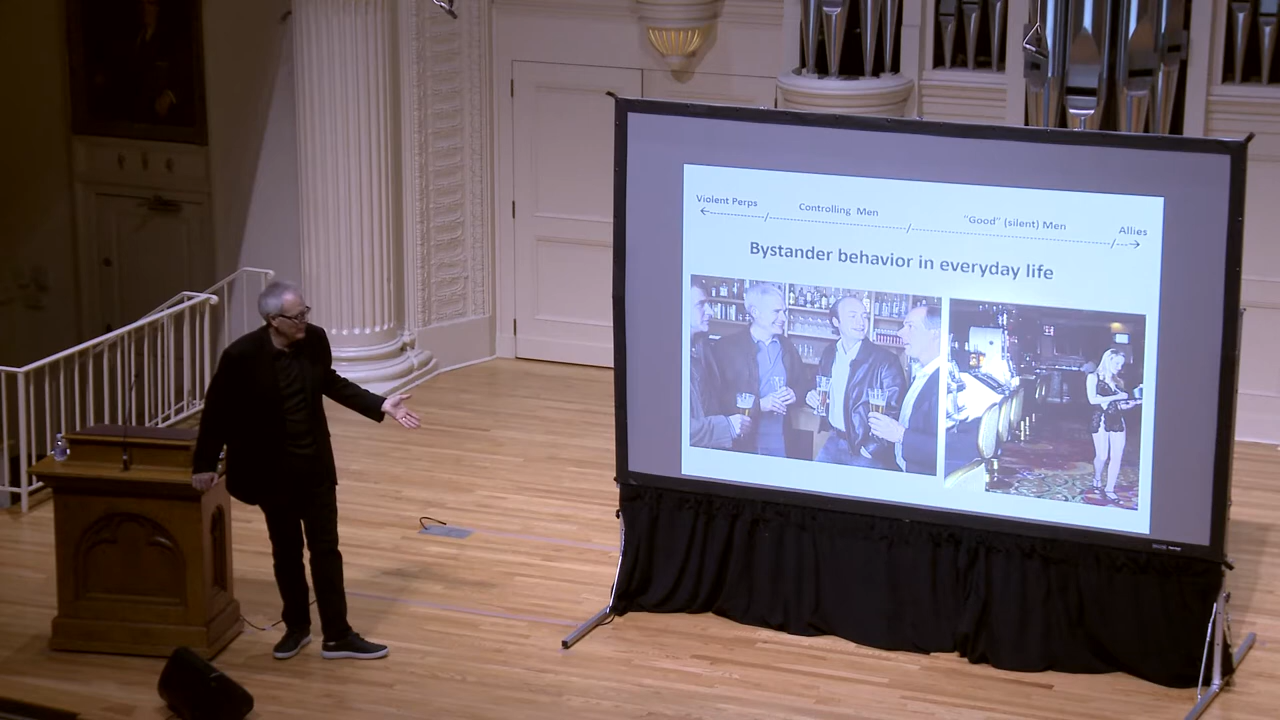 Violent Perps
Controlling Men
"Good" (silent) Men
Allies
Bystander behavior in everyday life